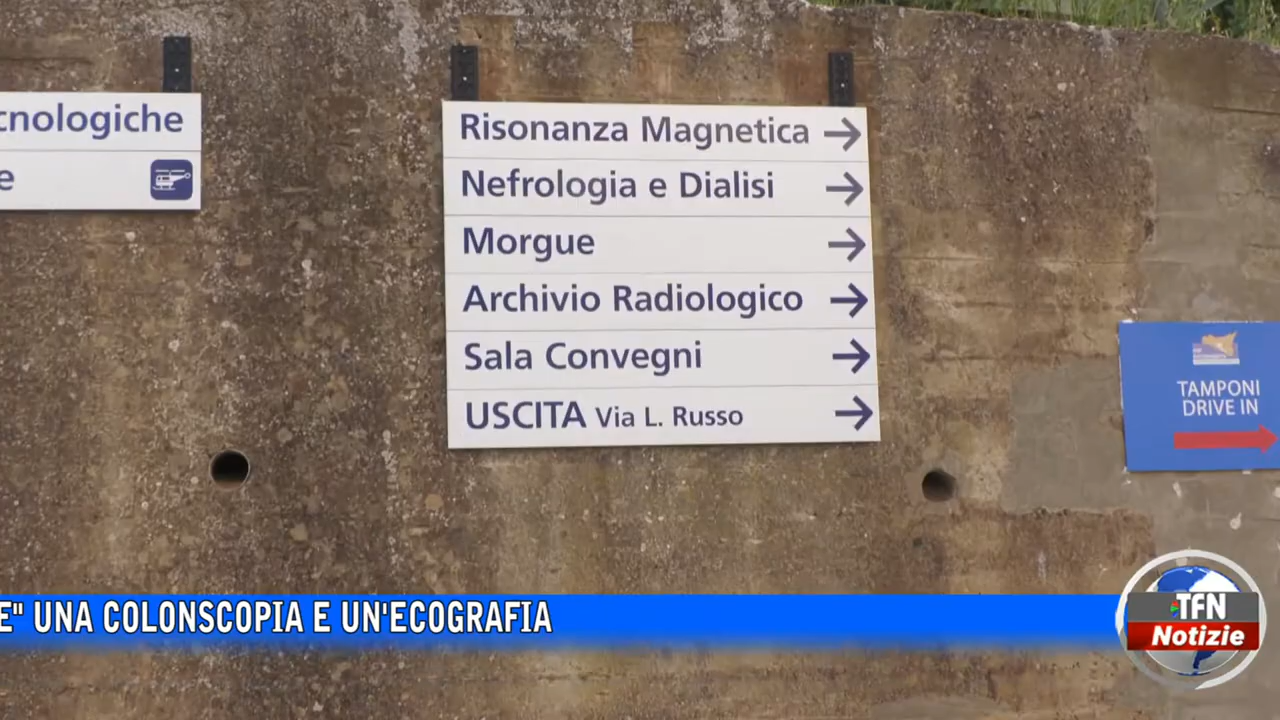 cnologiche
e
Risonanza Magnetica
Nefrologia e Dialisi
Morgue
Archivio Radiologico
Sala Convegni
USCITA Via L. Russo
TAMPONI
DRIVE IN
E" UNA COLONSCOPIA E UN'ECOGRAFIA
TFN
Notizie